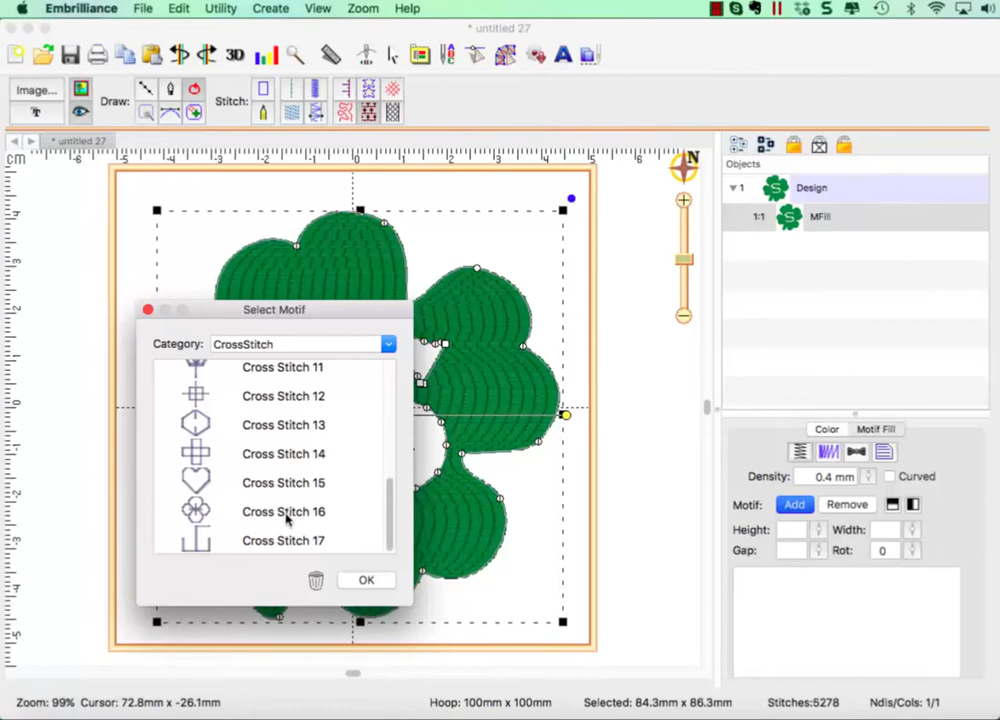 Embrilliance File Edit Utility Create View Zoom Help
* untitled 27
3D A
Image... Draw: Stitch:
T
* untitled 27
cm -6 -5 -4 -3 -2 -1 0 1 2 3 4 5 6
N
Objects
1 Design
1:1 MFill
Select Motif
Category: CrossStitch
Cross Stitch 11
Cross Stitch 12
Cross Stitch 13
Cross Stitch 14
Cross Stitch 15
Cross Stitch 16
Cross Stitch 17
OK
Color Motif Fill
Density: 0.4 mm Curved
Motif: Add Remove
Height: Width:
Gap: Rot: 0
Zoom: 99% Cursor: 72.8mm x -26.1mm Hoop: 100mm x 100mm Selected: 84.3mm x 86.3mm Stitches:5278 Ndls/Cols: 1/1